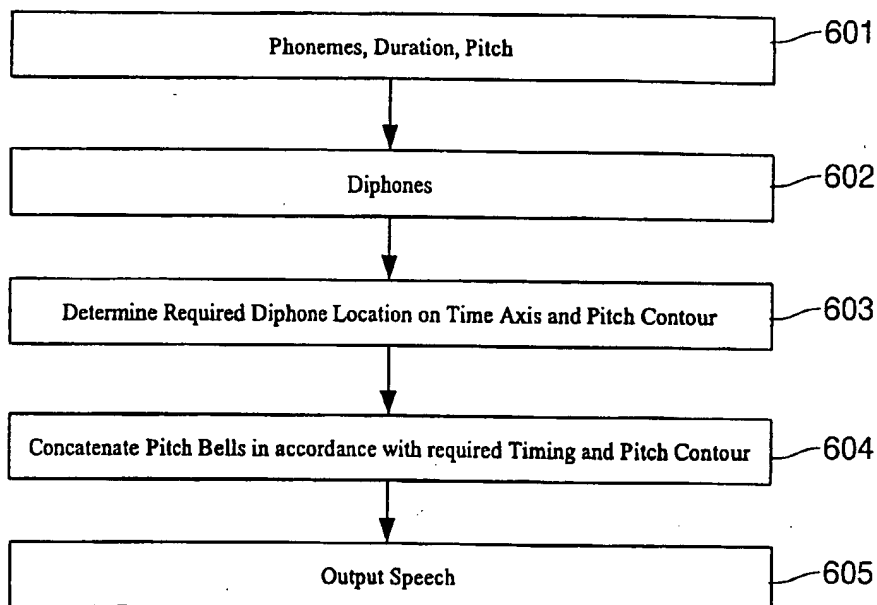 Phonemes, Duration, Pitch 601
Diphones 602
Determine Required Diphone Location on Time Axis and Pitch Contour 603
Concatenate Pitch Bells in accordance with required Timing and Pitch Contour 604
Output Speech 605